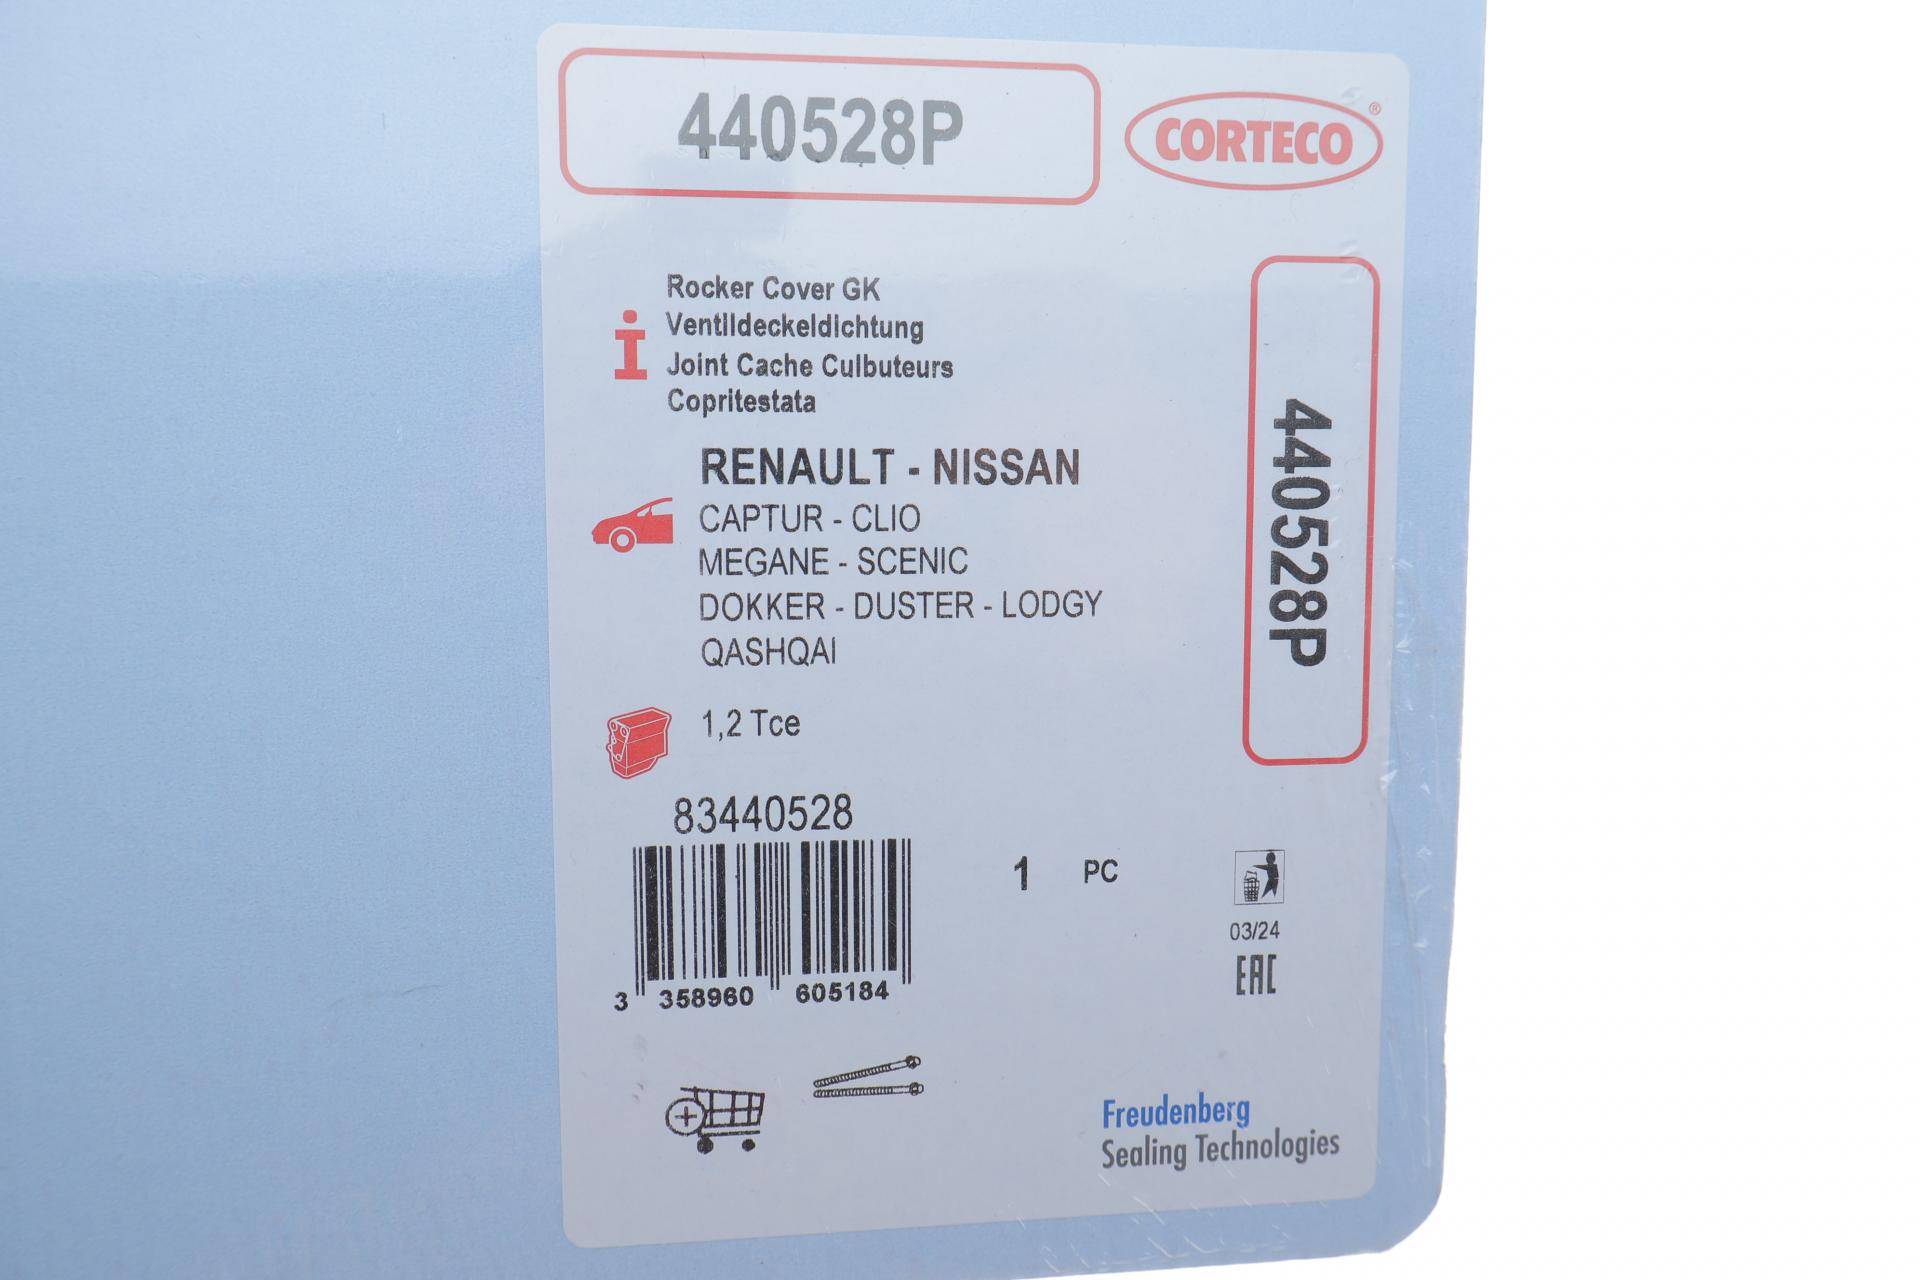 440528P
CORTECO®
Rocker Cover GK
Ventildeckeldichtung
Joint Cache Culbuteurs
Copritestata
RENAULT - NISSAN
CAPTUR - CLIO
MEGANE - SCENIC
DOKKER - DUSTER - LODGY
QASHQAI
440528P
1,2 Tce
83440528
1 PC
3 358960 605184
03/24
EAC
Freudenberg
Sealing Technologies